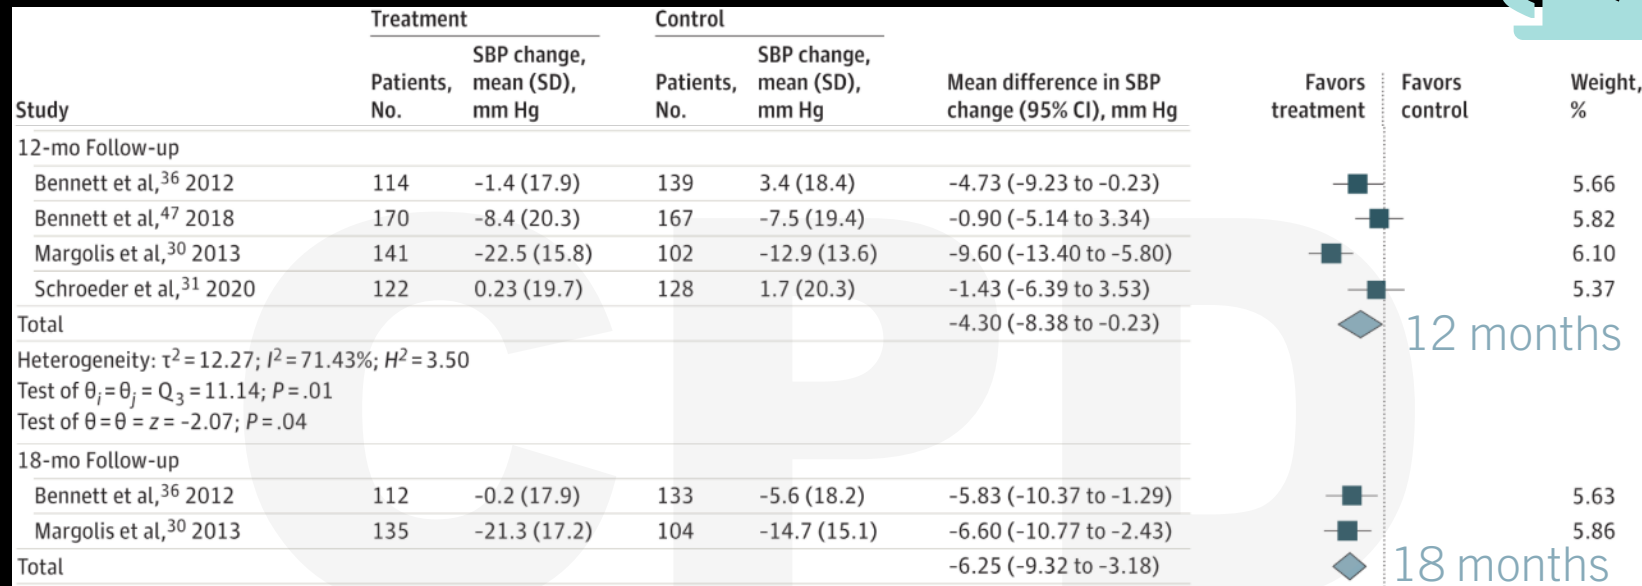 Treatment Control
Study Patients, No. SBP change, mean (SD), mm Hg Patients, No. SBP change, mean (SD), mm Hg Mean difference in SBP change (95% CI), mm Hg Favors treatment Favors control Weight, %
12-mo Follow-up
Bennett et al,36 2012 114 -1.4 (17.9) 139 3.4 (18.4) -4.73 (-9.23 to -0.23) 5.66
Bennett et al,47 2018 170 -8.4 (20.3) 167 -7.5 (19.4) -0.90 (-5.14 to 3.34) 5.82
Margolis et al,30 2013 141 -22.5 (15.8) 102 -12.9 (13.6) -9.60 (-13.40 to -5.80) 6.10
Schroeder et al,31 2020 122 0.23 (19.7) 128 1.7 (20.3) -1.43 (-6.39 to 3.53) 5.37
Total -4.30 (-8.38 to -0.23) 12 months
Heterogeneity: τ2 = 12.27; I2 = 71.43%; H2 = 3.50
Test of θi = θj = Q3 = 11.14; P = .01
Test of θ = θ = z = -2.07; P = .04
18-mo Follow-up
Bennett et al,36 2012 112 -0.2 (17.9) 133 -5.6 (18.2) -5.83 (-10.37 to -1.29) 5.63
Margolis et al,30 2013 135 -21.3 (17.2) 104 -14.7 (15.1) -6.60 (-10.77 to -2.43) 5.86
Total -6.25 (-9.32 to -3.18) 18 months
CPD